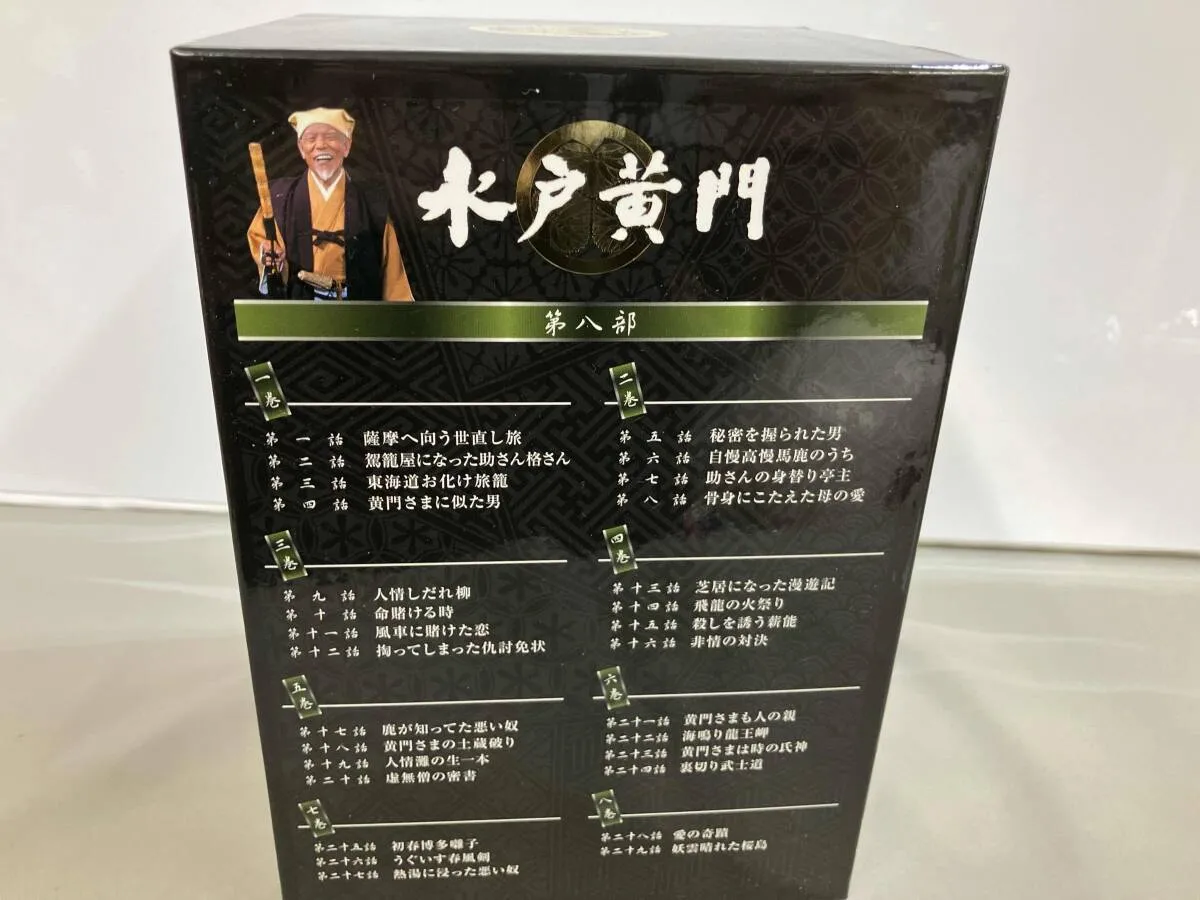 水戸黄門
第八部
一巻
第一話 薩摩へ向う世直し旅
第二話 駕籠屋になった助さん格さん
第三話 東海道お化け旅籠
第四話 黄門さまに似た男
二巻
第五話 秘密を握られた男
第六話 自慢高慢馬鹿のうち
第七話 助さんの身替り亭主
第八話 骨身にこたえた母の愛
三巻
第九話 人情しだれ柳
第十話 命賭ける時
第十一話 風車に賭けた恋
第十二話 掏ってしまった仇討免状
四巻
第十三話 芝居になった漫遊記
第十四話 飛龍の火祭り
第十五話 殺しを誘う薪能
第十六話 非情の対決
五巻
第十七話 鹿が知ってた悪い奴
第十八話 黄門さまの土蔵破り
第十九話 人情灘の生一本
第二十話 虚無僧の密書
六巻
第二十一話 黄門さまも人の親
第二十二話 海鳴り龍王岬
第二十三話 黄門さまは時の氏神
第二十四話 裏切り武士道
七巻
第二十五話 初春博多囃子
第二十六話 うぐいす春風剣
第二十七話 熱湯に浸った悪い奴
八巻
第二十八話 愛の奇蹟
第二十九話 妖雲晴れた桜島